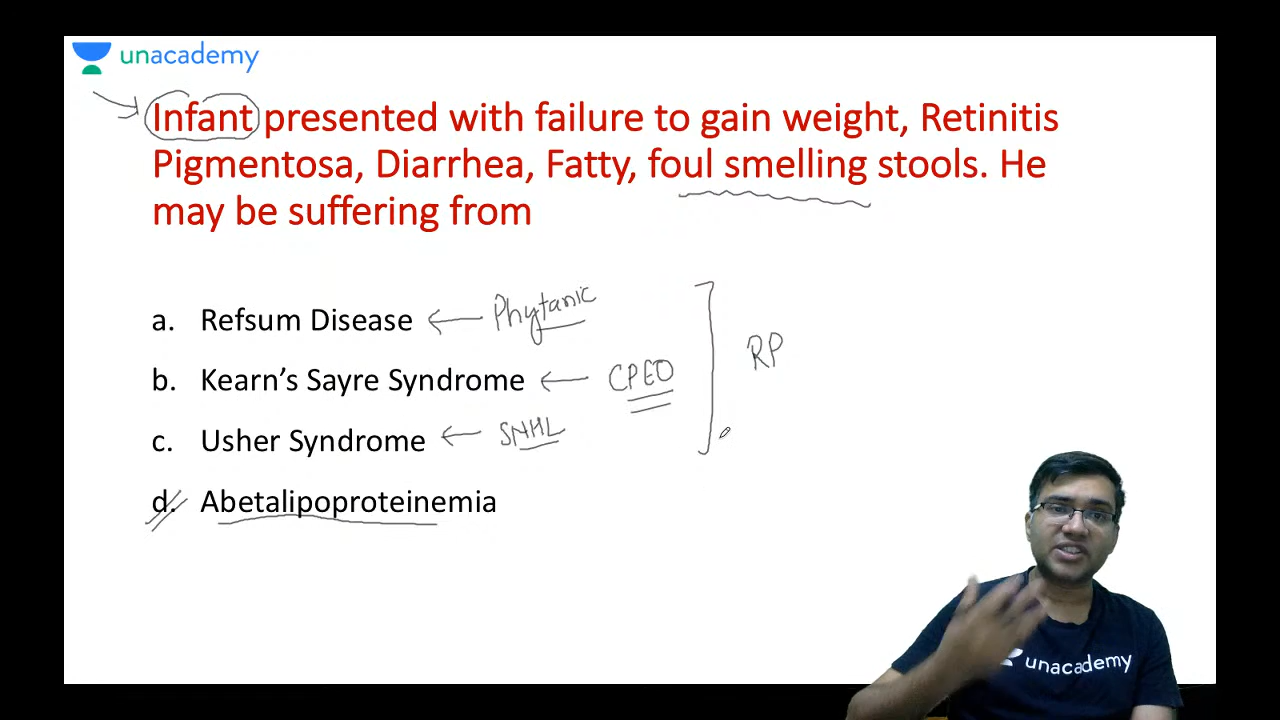 unacademy
Infant presented with failure to gain weight, Retinitis
Pigmentosa, Diarrhea, Fatty, foul smelling stools. He
may be suffering from
a. Refsum Disease ← Phytanic
b. Kearn's Sayre Syndrome ← CPEO
RP
c. Usher Syndrome ← SNHL
d. Abetalipoproteinemia
unacademy